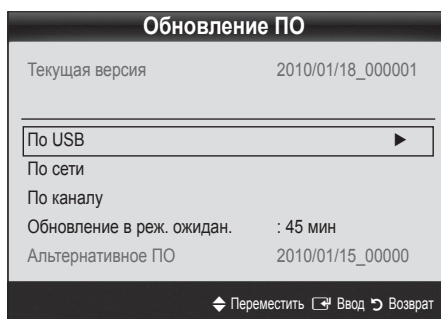 Обновление ПО
Текущая версия 2010/01/18_000001
По USB ►
По сети
По каналу
Обновление в реж. ожидан. : 45 мин
Альтернативное ПО 2010/01/15_00000
Переместить Ввод Возврат